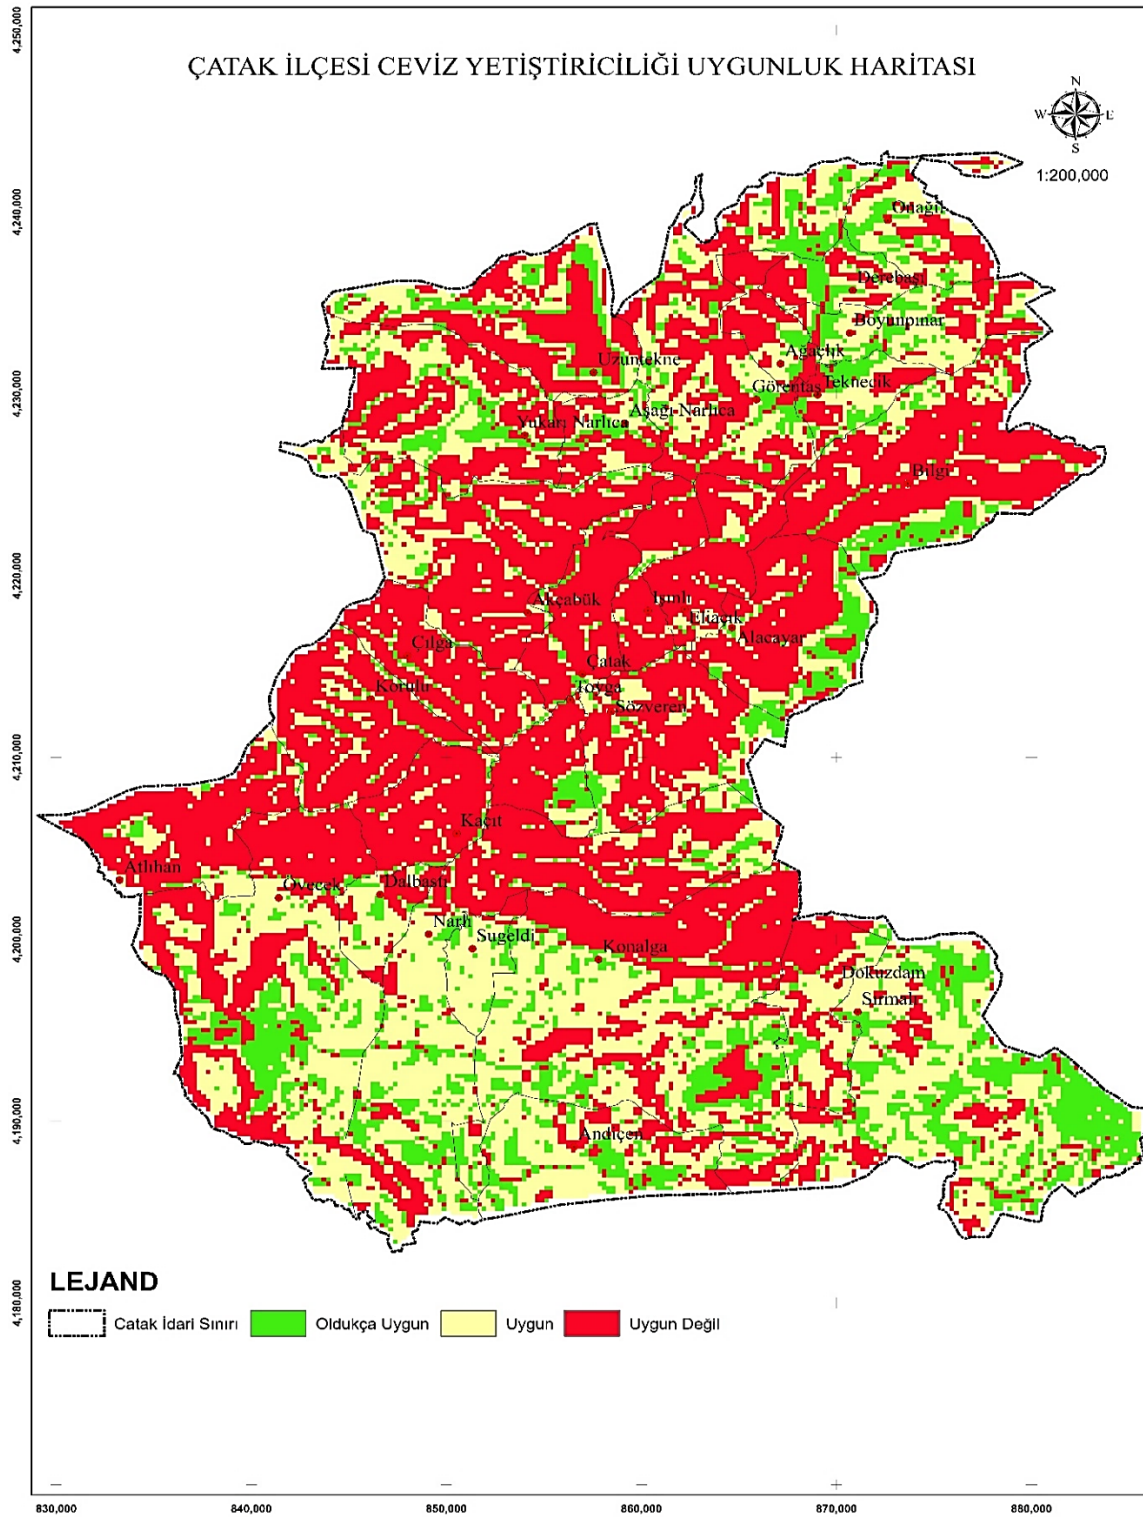 ÇATAK İLÇESİ CEVİZ YETİŞTİRİCİLİĞİ UYGUNLUK HARİTASI
N
W E
S
1:200,000
4,250,000
4,240,000
4,230,000
4,220,000
4,210,000
4,200,000
4,190,000
4,180,000
Onağıl
Derebaşı
Boyunpınar
Ağaçlık
Uzuntekne
Görentaş
Teknecik
Aşağı Narlıca
Yukarı Narlıca
Bilgi
Akçabük
Işınlı
Eliaçık
Alacayar
Çılga
Çatak
Korulu
Toyga
Sözveren
Kaçıt
Atlıhan
Övecek
Dalbastı
Narlı
Sugeldi
Konalga
Dokuzdam
Sırmalı
Andiçen
LEJAND
Catak İdari Sınırı
Oldukça Uygun
Uygun
Uygun Değil
830,000
840,000
850,000
860,000
870,000
880,000